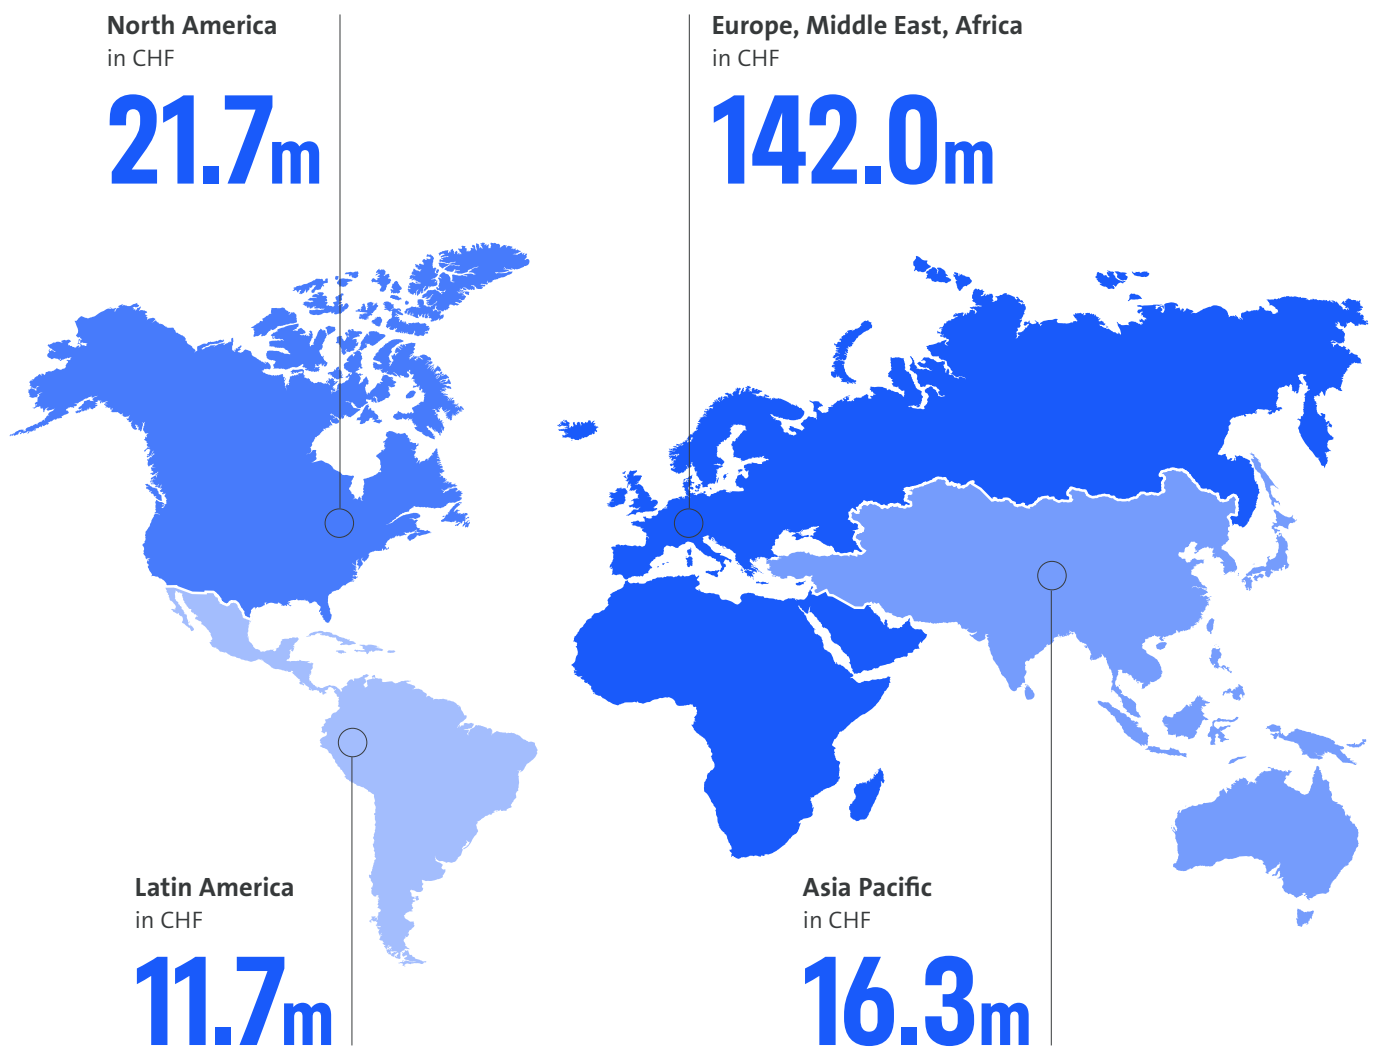 North America
in CHF
21.7m
Europe, Middle East, Africa
in CHF
142.0m
Latin America
in CHF
11.7m
Asia Pacific
in CHF
16.3m